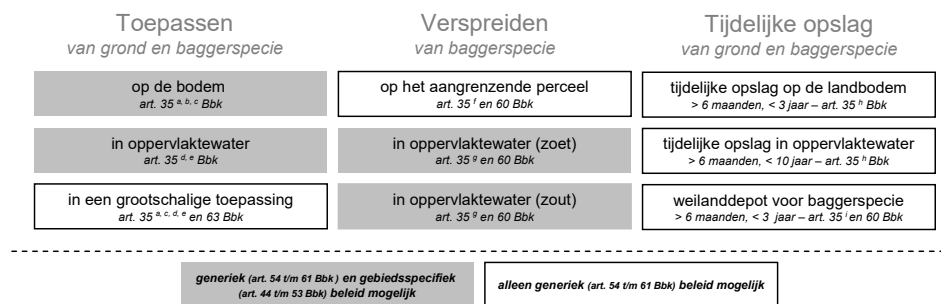 Toepassen
van grond en baggerspecie
op de bodem
art. 35 a, b, c Bbk
in oppervlaktewater
art. 35 d, e Bbk
in een grootschalige toepassing
art. 35 a, c, d, e en 63 Bbk
Verspreiden
van baggerspecie
op het aangrenzende perceel
art. 35 f en 60 Bbk
in oppervlaktewater (zoet)
art. 35 g en 60 Bbk
in oppervlaktewater (zout)
art. 35 g en 60 Bbk
Tijdelijke opslag
van grond en baggerspecie
tijdelijke opslag op de landbodem
> 6 maanden, < 3 jaar – art. 35 h Bbk
tijdelijke opslag in oppervlaktewater
> 6 maanden, < 10 jaar – art. 35 h Bbk
weilanddepot voor baggerspecie
> 6 maanden, < 3 jaar – art. 35 i en 60 Bbk
generiek (art. 54 t/m 61 Bbk ) en gebiedsspecifiek
(art. 44 t/m 53 Bbk) beleid mogelijk
alleen generiek (art. 54 t/m 61 Bbk) beleid mogelijk